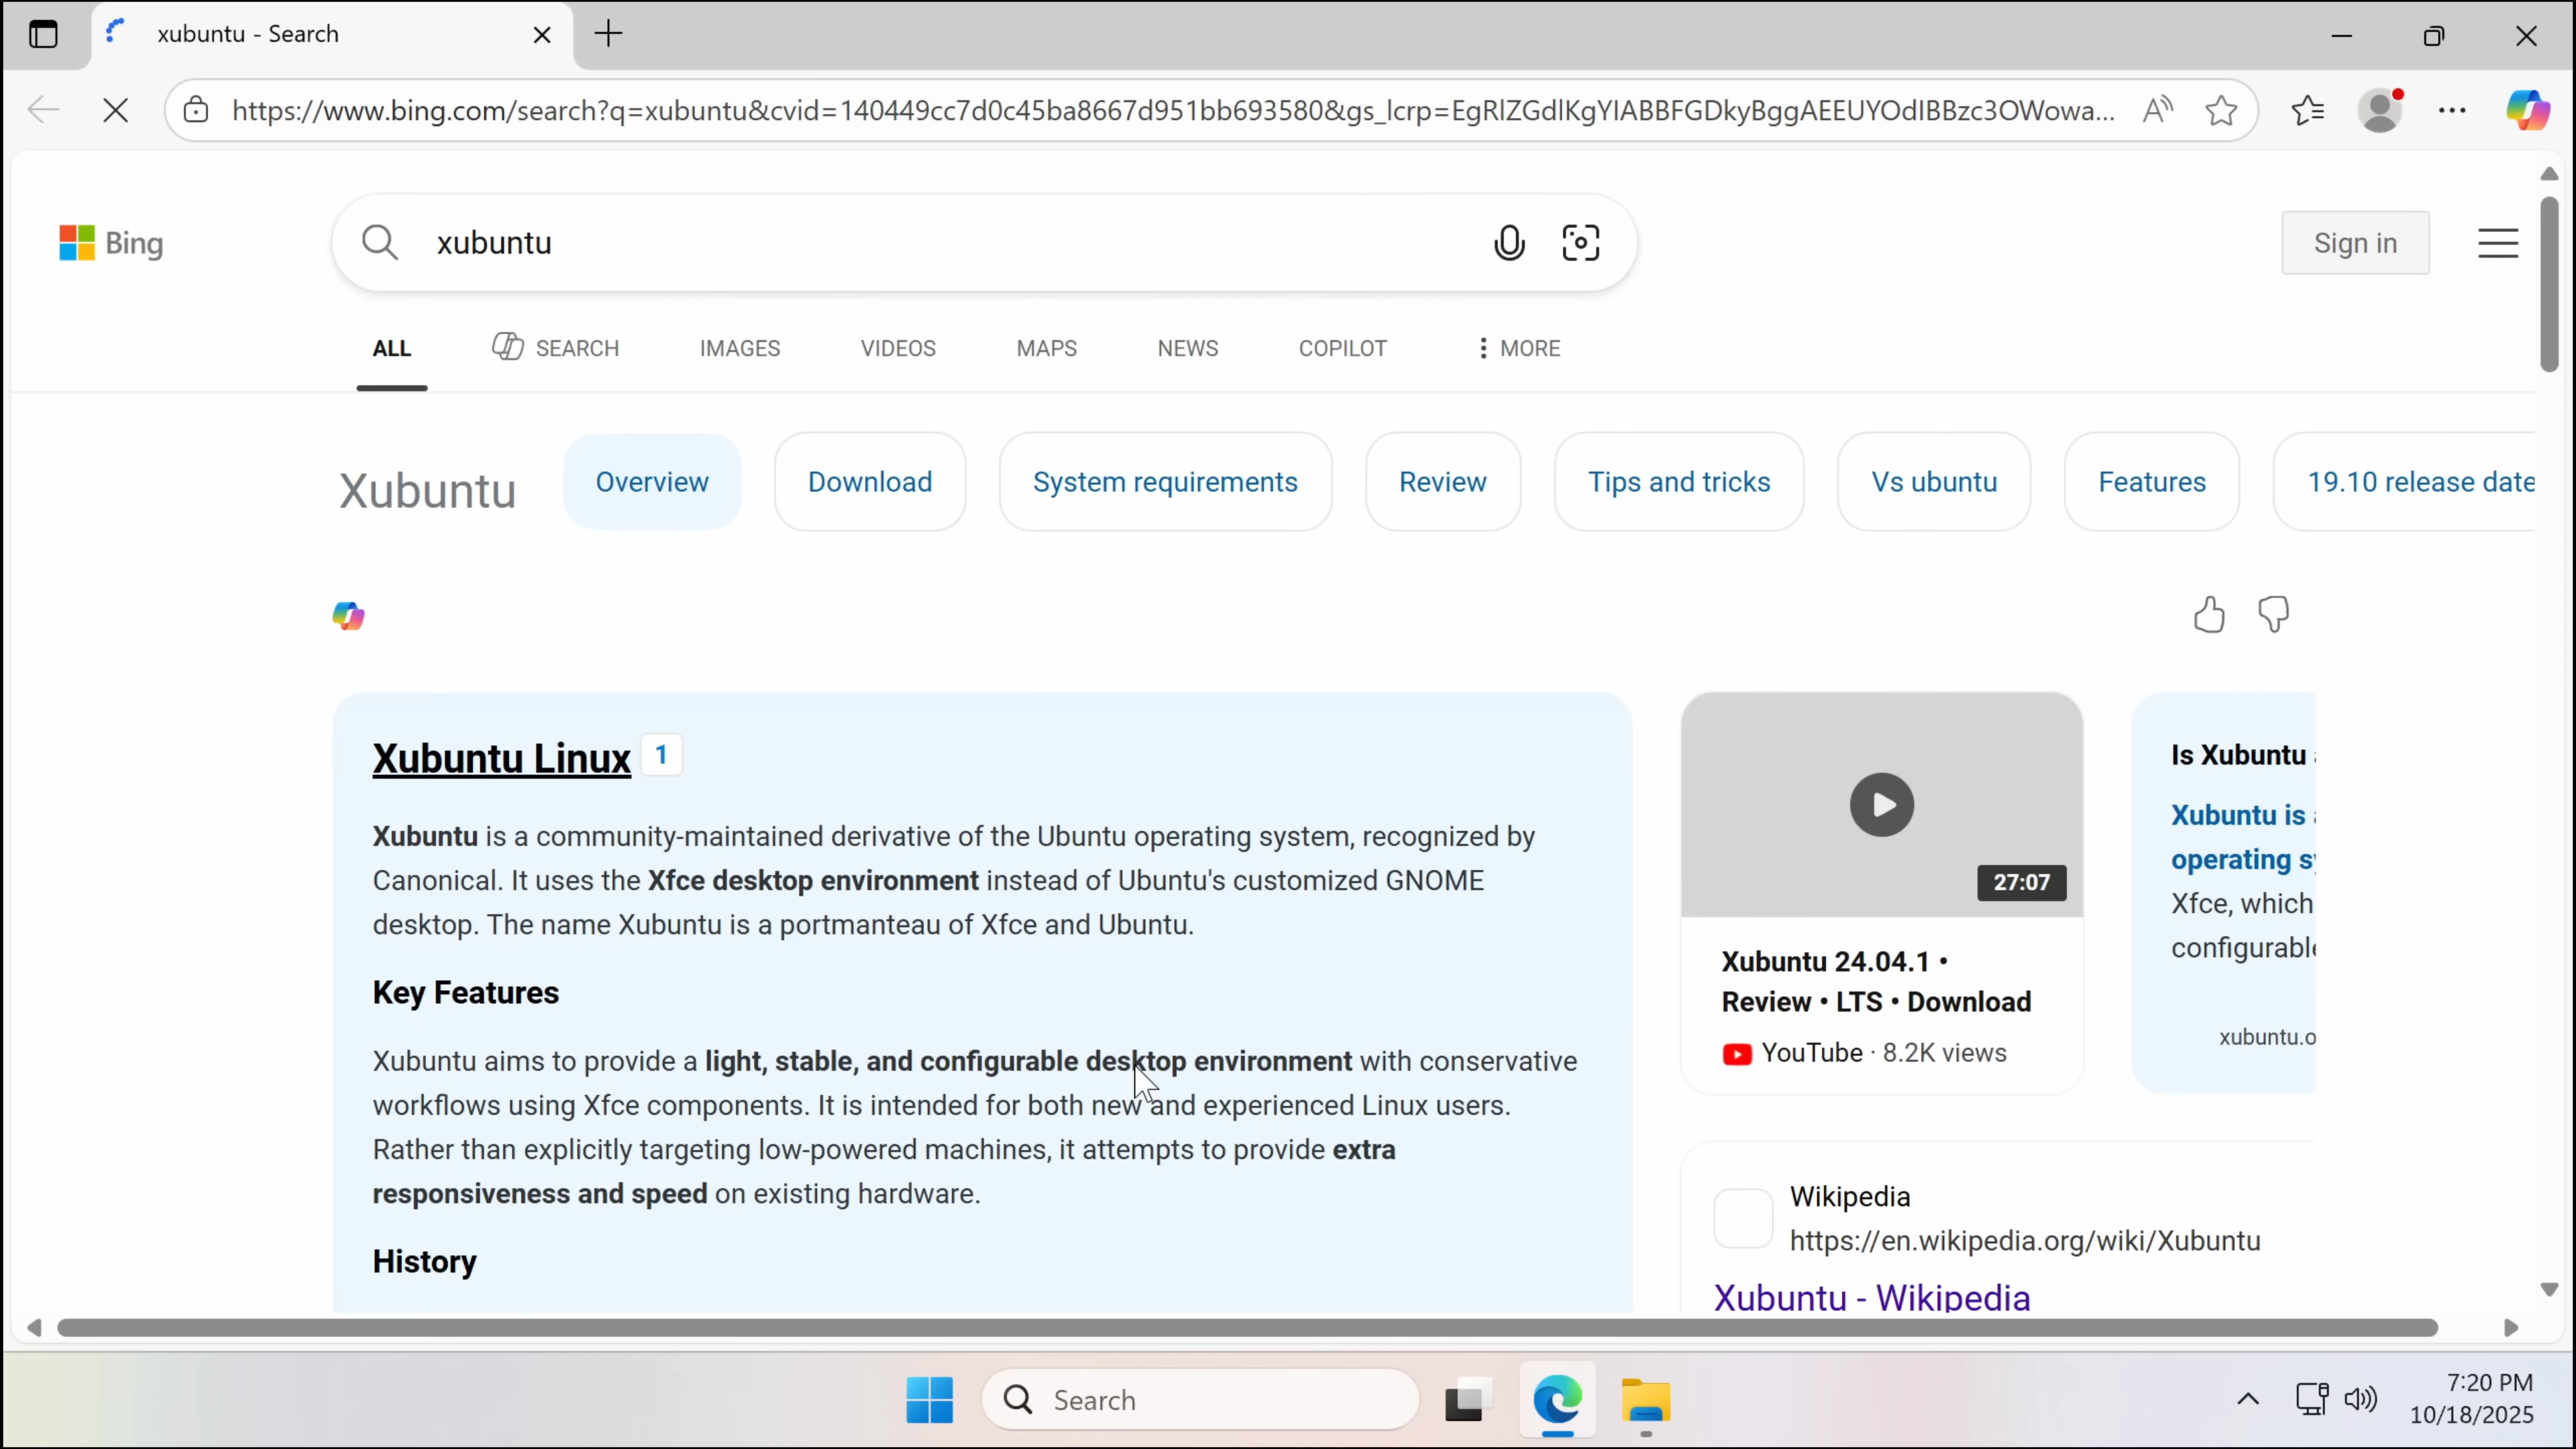 xubuntu - Search
https://www.bing.com/search?q=xubuntu&cvid=140449cc7d0c45ba8667d951bb693580&gs_lcrp=EgRlZGdlKgYIABBFGDkyBggAEEUYOdIBBzc3OWowa...
Bing
xubuntu
Sign in
ALL SEARCH IMAGES VIDEOS MAPS NEWS COPILOT MORE
Xubuntu
Overview Download System requirements Review Tips and tricks Vs ubuntu Features 19.10 release date
Xubuntu Linux 1
Xubuntu is a community-maintained derivative of the Ubuntu operating system, recognized by
Canonical. It uses the Xfce desktop environment instead of Ubuntu's customized GNOME
desktop. The name Xubuntu is a portmanteau of Xfce and Ubuntu.
Key Features
Xubuntu aims to provide a light, stable, and configurable desktop environment with conservative
workflows using Xfce components. It is intended for both new and experienced Linux users.
Rather than explicitly targeting low-powered machines, it attempts to provide extra
responsiveness and speed on existing hardware.
History
27:07
Xubuntu 24.04.1 •
Review • LTS • Download
YouTube · 8.2K views
Is Xubuntu
Xubuntu is
operating
Xfce, which
configurable
xubuntu.o
Wikipedia
https://en.wikipedia.org/wiki/Xubuntu
Xubuntu - Wikipedia
Search
7:20 PM
10/18/2025